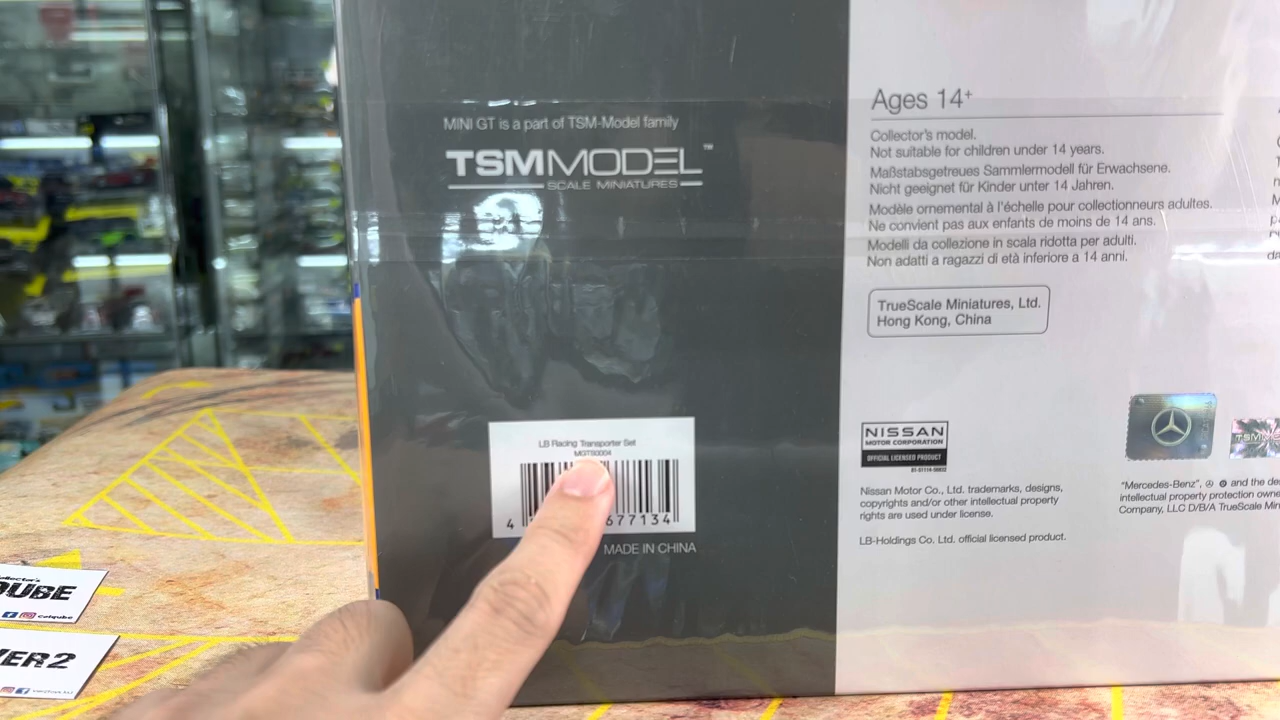 MINI GT is a part of TSM-Model family
TSMMODEL™
SCALE MINIATURES
LB Racing Transporter Set
MGTS0004
4
677134
MADE IN CHINA
Ages 14+
Collector's model.
Not suitable for children under 14 years.
Maßstabsgetreues Sammlermodell für Erwachsene.
Nicht geeignet für Kinder unter 14 Jahren.
Modèle ornemental à l'échelle pour collectionneurs adultes.
Ne convient pas aux enfants de moins de 14 ans.
Modelli da collezione in scala ridotta per adulti.
Non adatti a ragazzi di età inferiore a 14 anni.
TrueScale Miniatures, Ltd.
Hong Kong, China
NISSAN
MOTOR CORPORATION
OFFICIAL LICENSED PRODUCT
Nissan Motor Co., Ltd. trademarks, designs,
copyrights and/or other intellectual property
rights are used under license.
LB-Holdings Co. Ltd. official licensed product.
"Mercedes-Benz", and the
intellectual property protection
Company, LLC D/B/A TrueScale